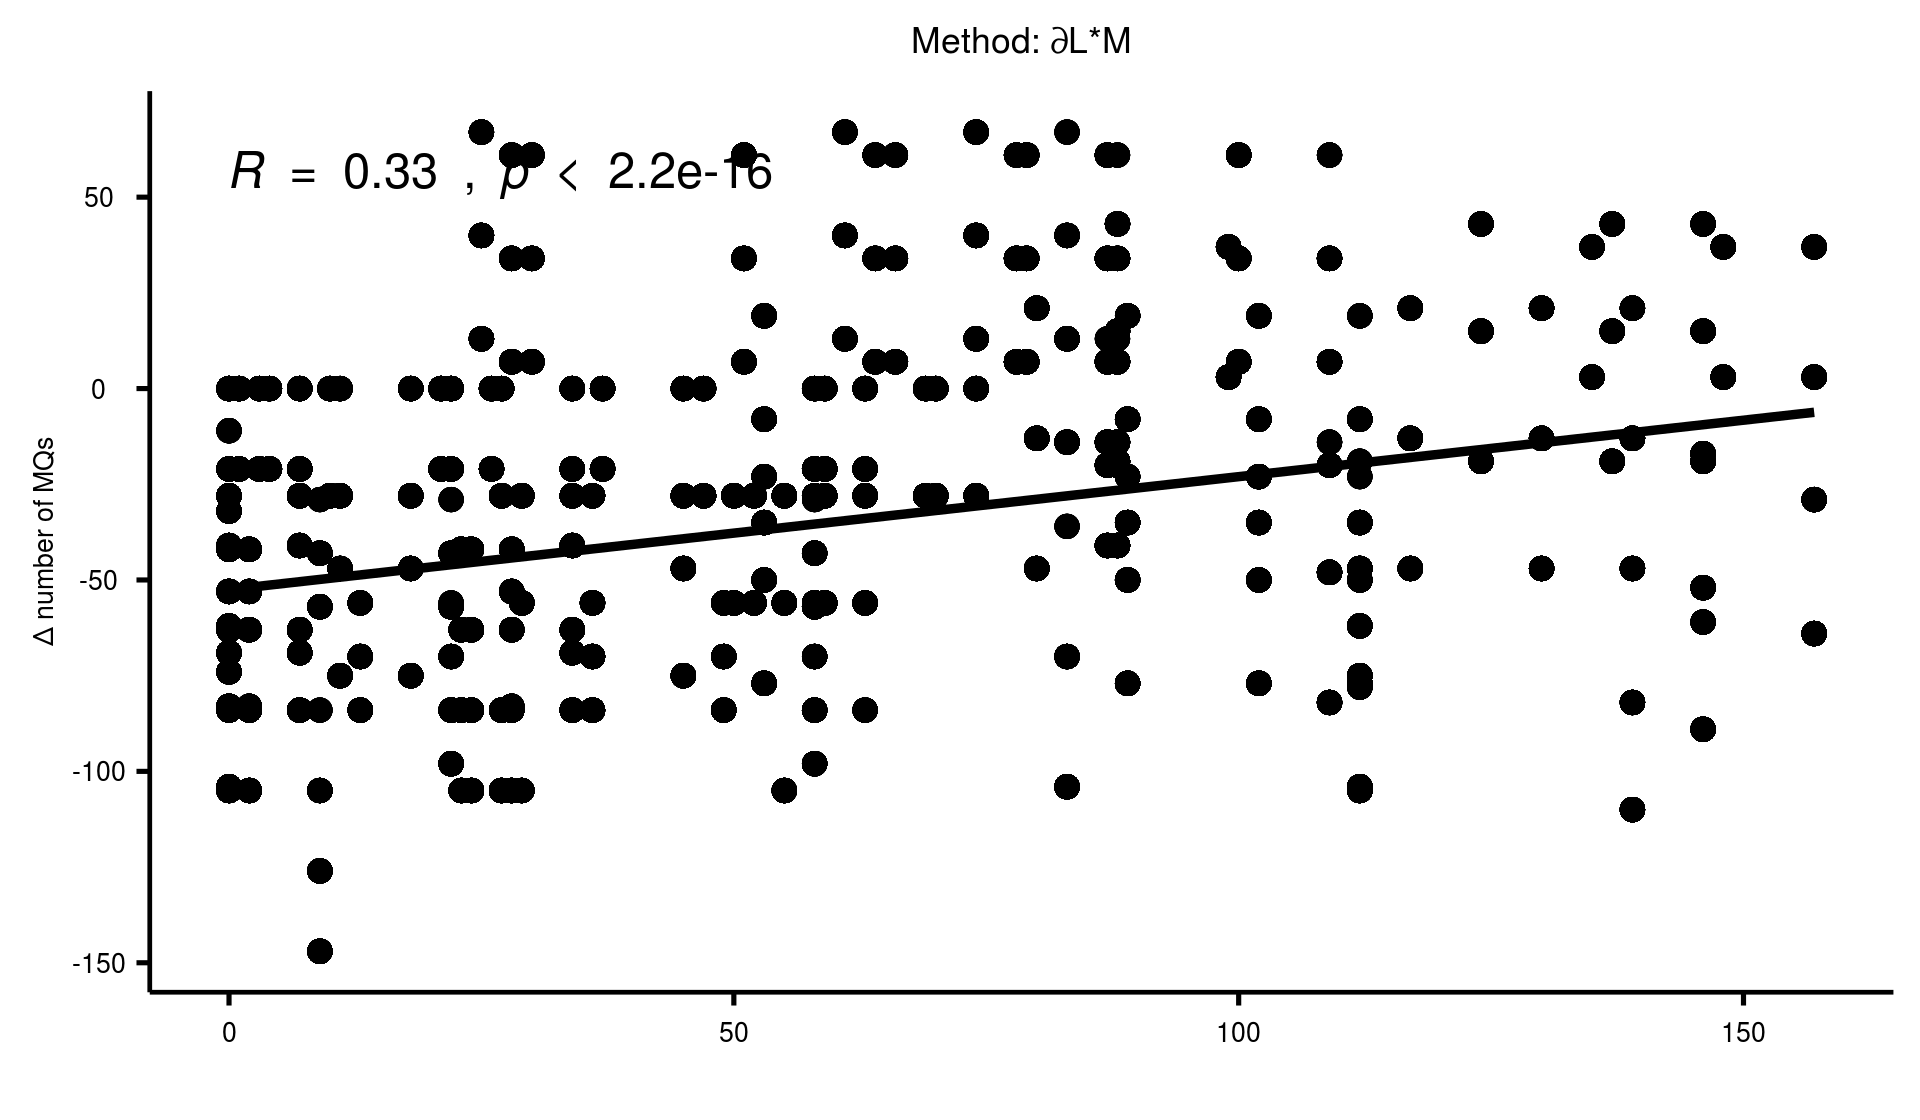 Method: ∂L*M
R = 0.33 , p < 2.2e-16
Δ number of MQs
50
0
-50
-100
-150
0 50 100 150